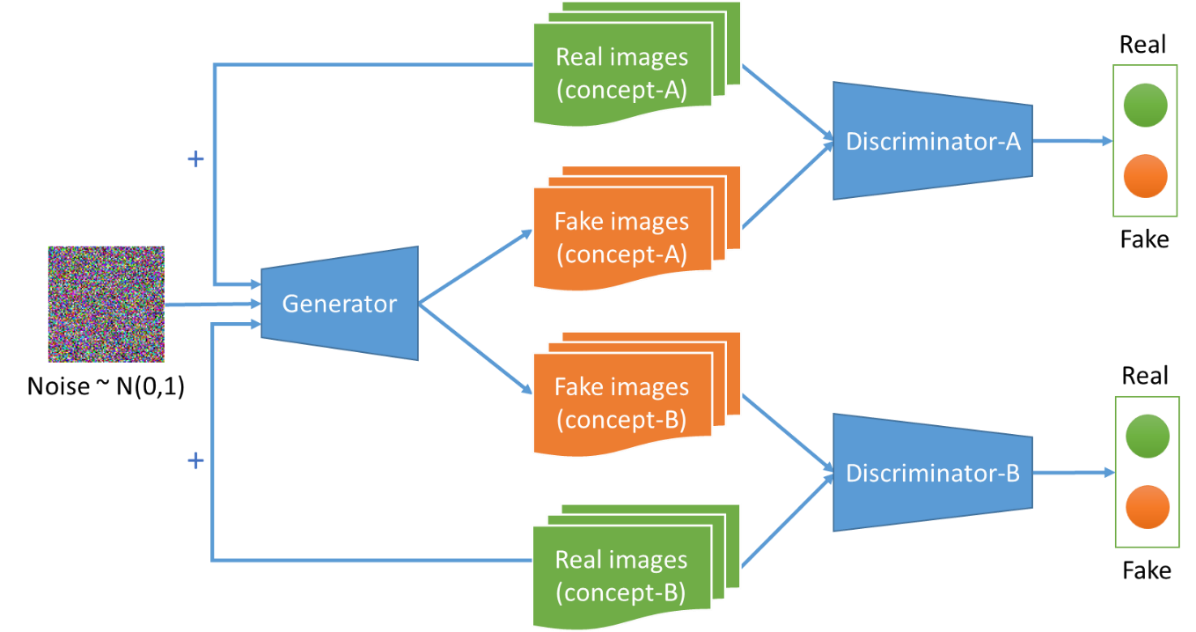 Real images
(concept-A)
Real
Discriminator-A
+
Fake images
(concept-A)
Fake
Generator
Noise ~ N(0,1)
Fake images
(concept-B)
Real
+
Discriminator-B
Real images
(concept-B)
Fake